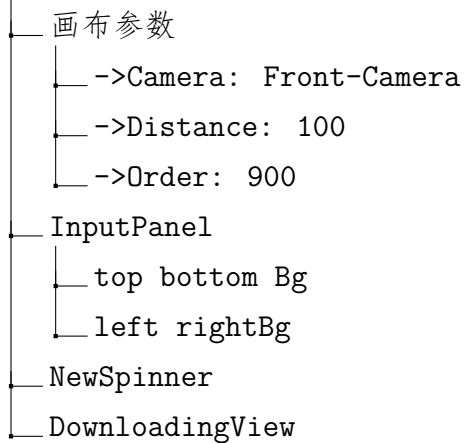 画布参数
->Camera: Front-Camera
->Distance: 100
->Order: 900
InputPanel
top bottom Bg
left rightBg
NewSpinner
DownloadingView